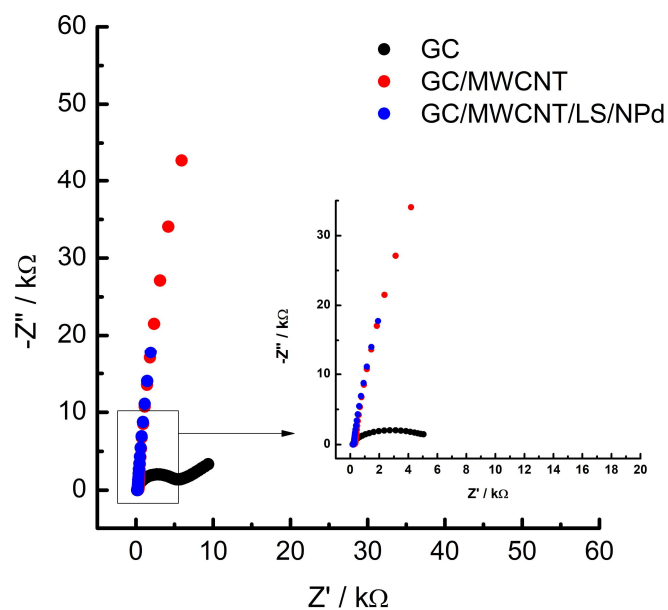 60
50
40
30
20
10
0
-Z" / kΩ
0 10 20 30 40 50 60
Z' / kΩ
GC
GC/MWCNT
GC/MWCNT/LS/NPd
30
20
10
0
-Z'' / kΩ
0 2 4 6 8 10 12 14 16 18 20
Z' / kΩ